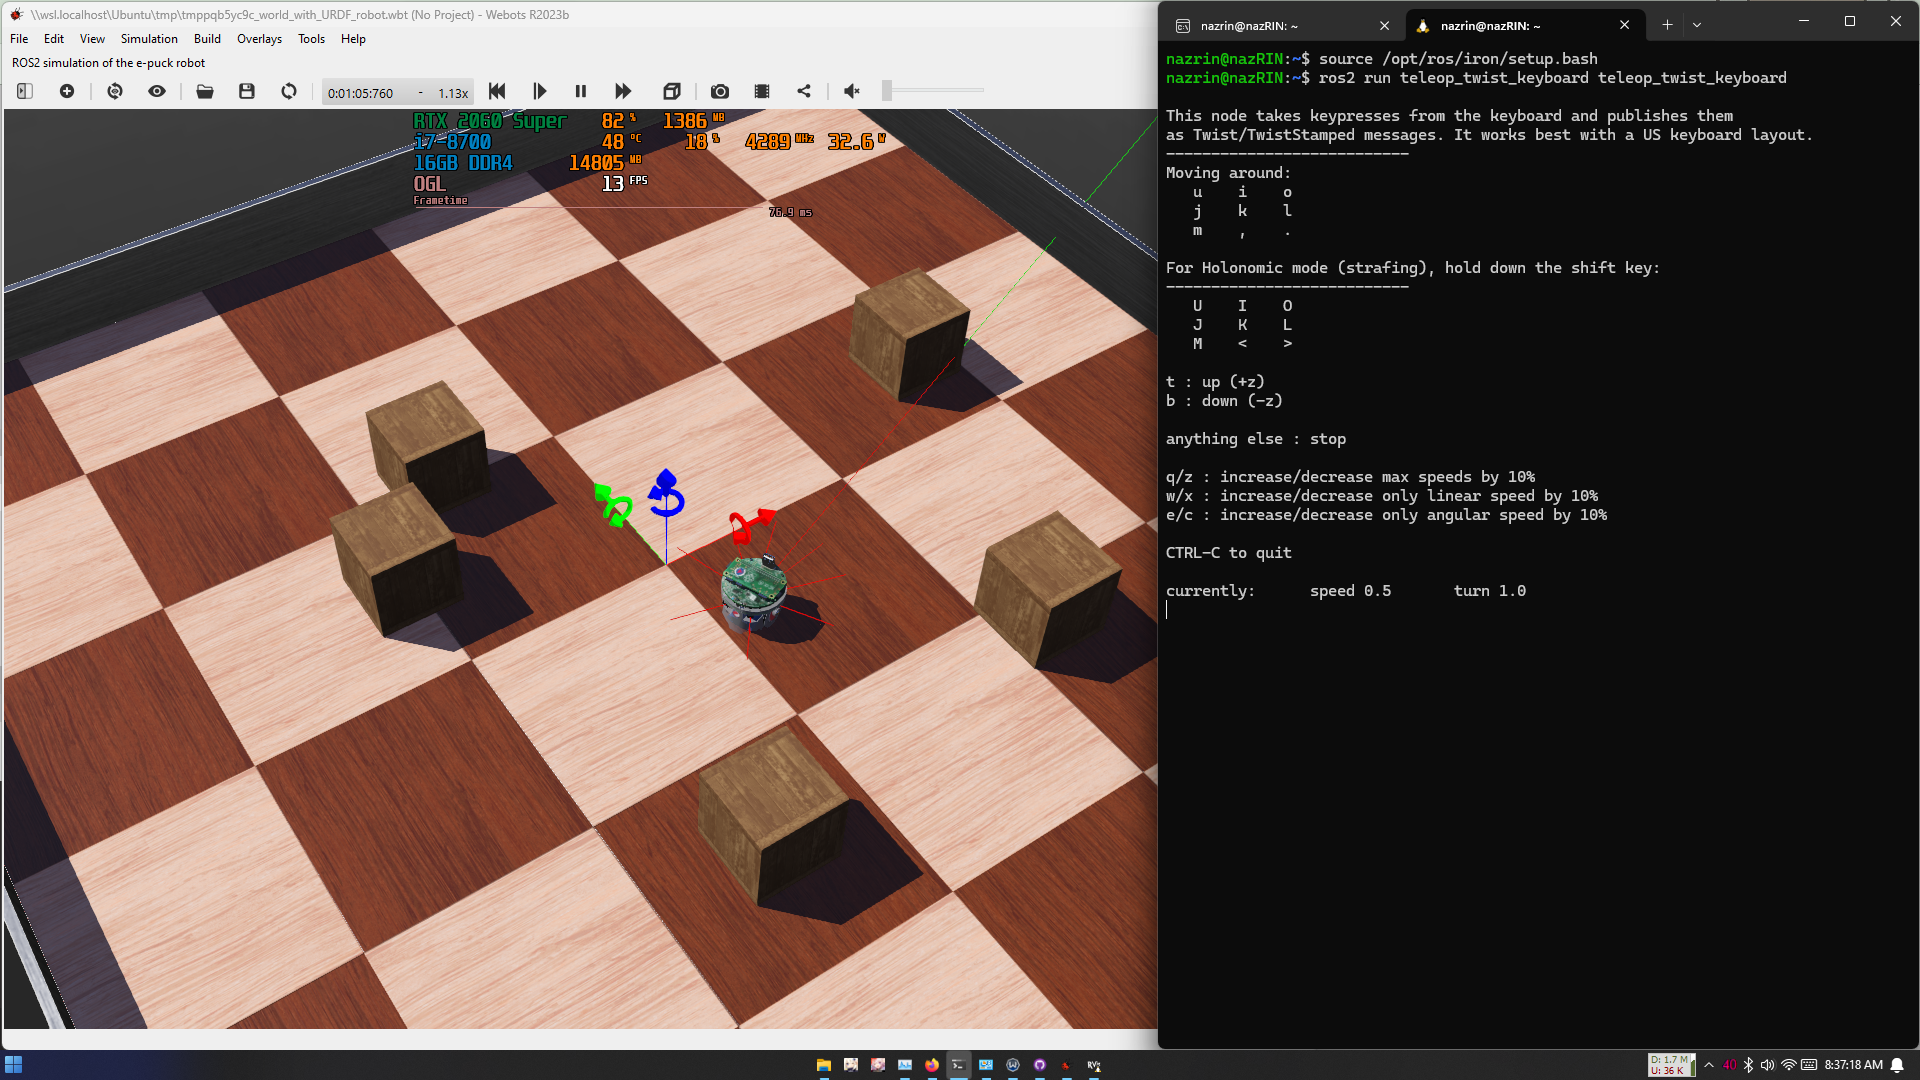 \\wsl.localhost\Ubuntu\tmp\tmppqb5yc9c_world_with_URDF_robot.wbt (No Project) - Webots R2023b
File Edit View Simulation Build Overlays Tools Help
ROS2 simulation of the e-puck robot
0:01:05:760 - 1.13x
RTX 2060 Super 82 % 1386 MB
i7-8700 48 °C 18 % 4289 MHz 32.6 W
16GB DDR4 14805 MB
OGL 13 FPS
Frametime
76.9 ms
nazrin@nazRIN: ~
nazrin@nazRIN: ~
nazrin@nazRIN:~$ source /opt/ros/iron/setup.bash
nazrin@nazRIN:~$ ros2 run teleop_twist_keyboard teleop_twist_keyboard
This node takes keypresses from the keyboard and publishes them
as Twist/TwistStamped messages. It works best with a US keyboard layout.
---------------------------
Moving around:
u i o
j k l
m , .
For Holonomic mode (strafing), hold down the shift key:
---------------------------
U I O
J K L
M < >
t : up (+z)
b : down (-z)
anything else : stop
q/z : increase/decrease max speeds by 10%
w/x : increase/decrease only linear speed by 10%
e/c : increase/decrease only angular speed by 10%
CTRL-C to quit
currently: speed 0.5 turn 1.0
D: 1.7 M
U: 36 K
40
8:37:18 AM